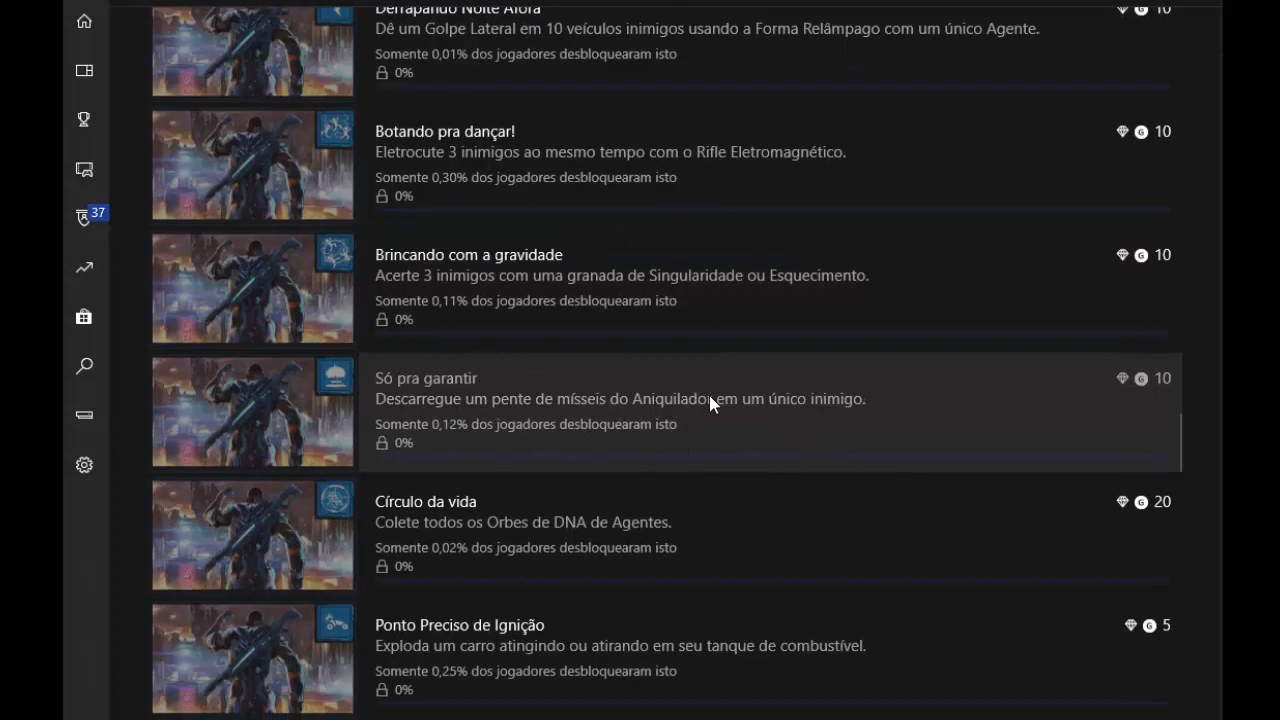 Derrapando Noite Afora
G 10
Dê um Golpe Lateral em 10 veículos inimigos usando a Forma Relâmpago com um único Agente.
Somente 0,01% dos jogadores desbloquearam isto
0%
Botando pra dançar!
G 10
Eletrocute 3 inimigos ao mesmo tempo com o Rifle Eletromagnético.
Somente 0,30% dos jogadores desbloquearam isto
0%
37
Brincando com a gravidade
G 10
Acerte 3 inimigos com uma granada de Singularidade ou Esquecimento.
Somente 0,11% dos jogadores desbloquearam isto
0%
Só pra garantir
G 10
Descarregue um pente de mísseis do Aniquilador em um único inimigo.
Somente 0,12% dos jogadores desbloquearam isto
0%
Círculo da vida
G 20
Colete todos os Orbes de DNA de Agentes.
Somente 0,02% dos jogadores desbloquearam isto
0%
Ponto Preciso de Ignição
G 5
Exploda um carro atingindo ou atirando em seu tanque de combustível.
Somente 0,25% dos jogadores desbloquearam isto
0%